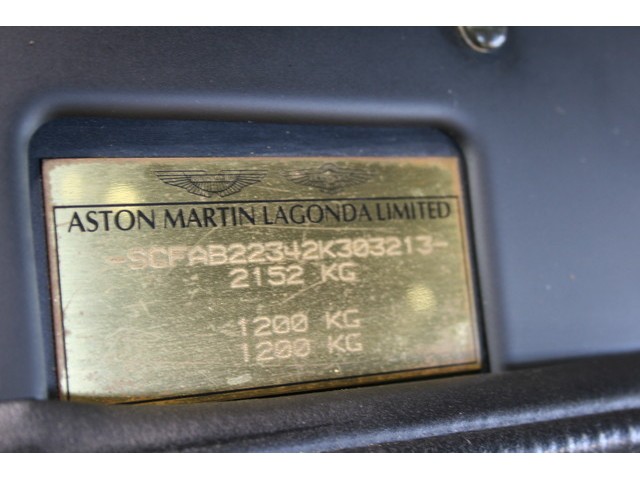 ASTON MARTIN LAGONDA LIMITED
-SCFAB22342K303213-
2152 KG
1200 KG
1200 KG